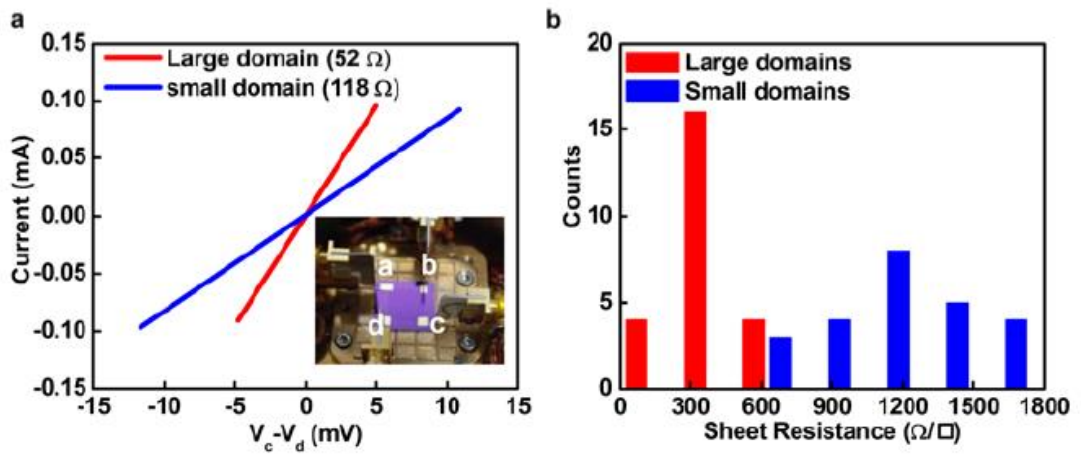 a
0.15
0.10
0.05
0.00
-0.05
-0.10
-0.15
Current (mA)
Large domain (52 Ω)
small domain (118 Ω)
a b
d c
-15 -10 -5 0 5 10 15
V_c-V_d (mV)
b
20
15
10
5
0
Counts
Large domains
Small domains
0 300 600 900 1200 1500 1800
Sheet Resistance (Ω/□)